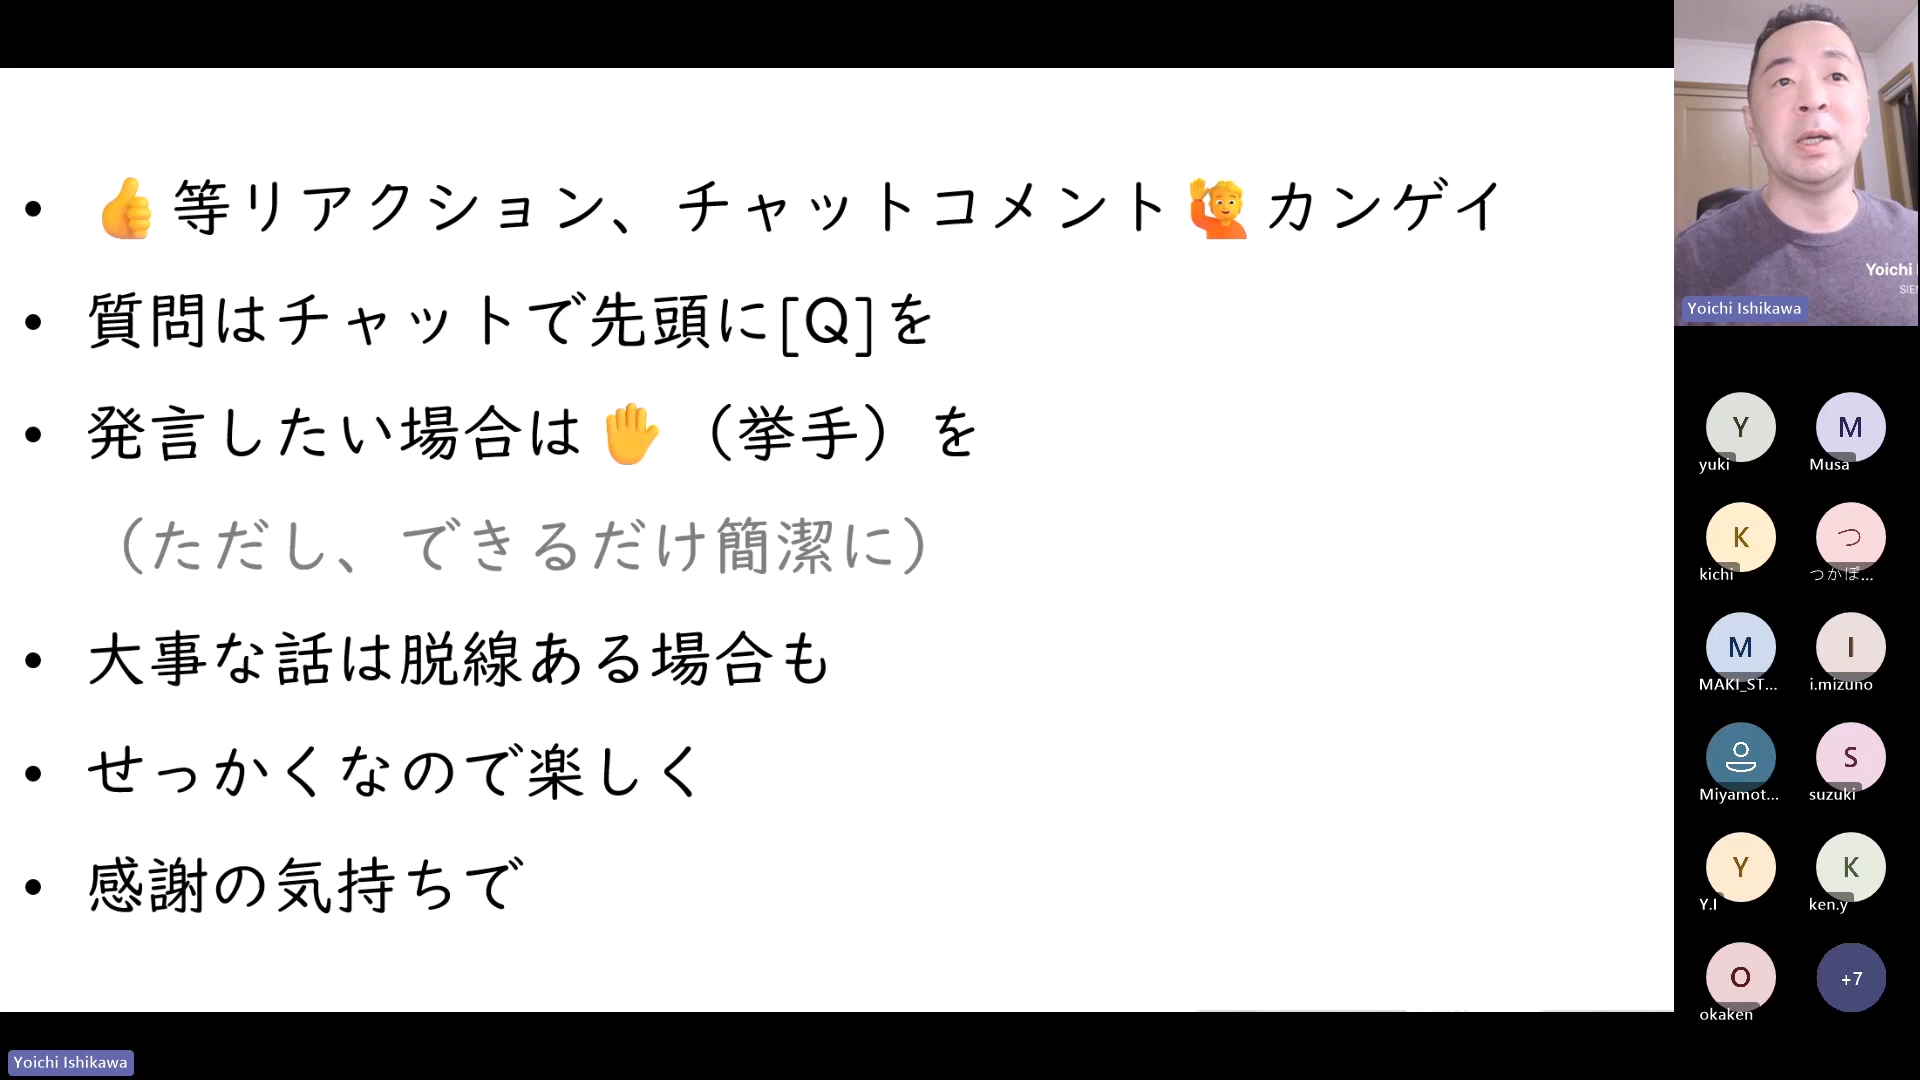 • 👍 等リアクション、チャットコメント🙋 カンゲイ
• 質問はチャットで先頭に[Q]を
• 発言したい場合は ✋ （挙手）を
（ただし、できるだけ簡潔に）
• 大事な話は脱線ある場合も
• せっかくなので楽しく
• 感謝の気持ちで
Yoichi
Yoichi Ishikawa
Y
yuki
M
Musa
K
kichi
つ
つかぽ...
M
MAKI_ST...
I
i.mizuno
Miyamot...
S
suzuki
Y
Y.I
K
ken.y
O
okaken
+7
Yoichi Ishikawa